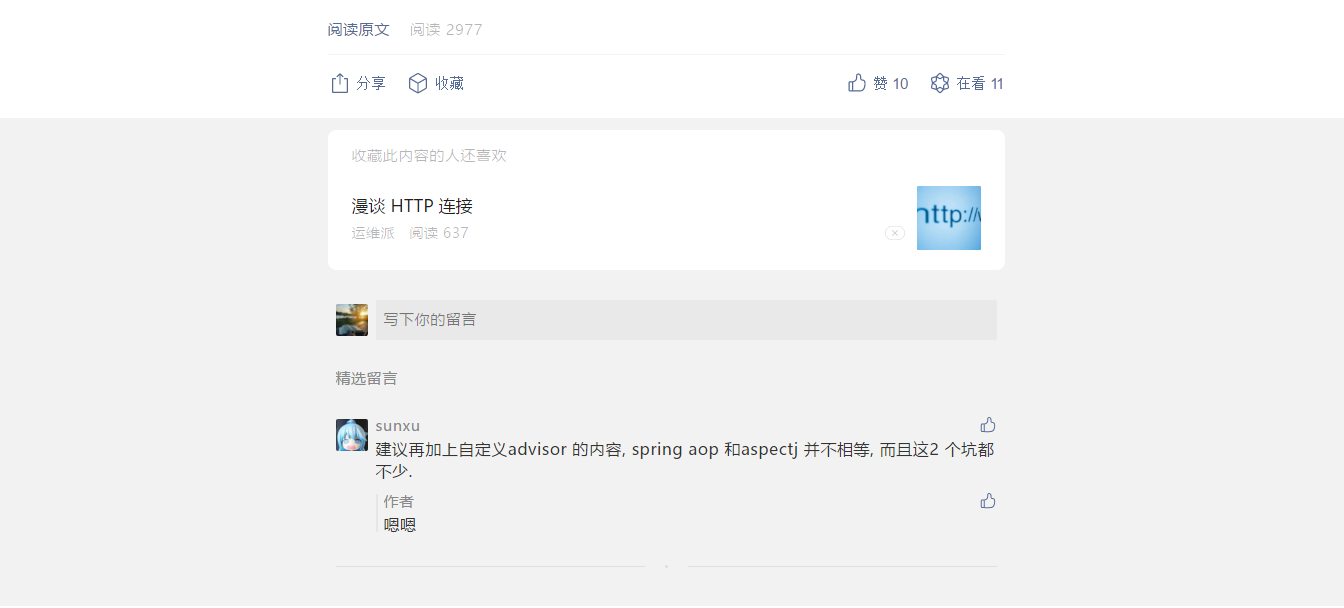 阅读原文 阅读 2977
分享 收藏 赞 10 在看 11
收藏此内容的人还喜欢
漫谈 HTTP 连接
运维派 阅读 637
http://w
写下你的留言
精选留言
sunxu
建议再加上自定义advisor 的内容, spring aop 和aspectj 并不相等, 而且这2 个坑都
不少.
作者
嗯嗯